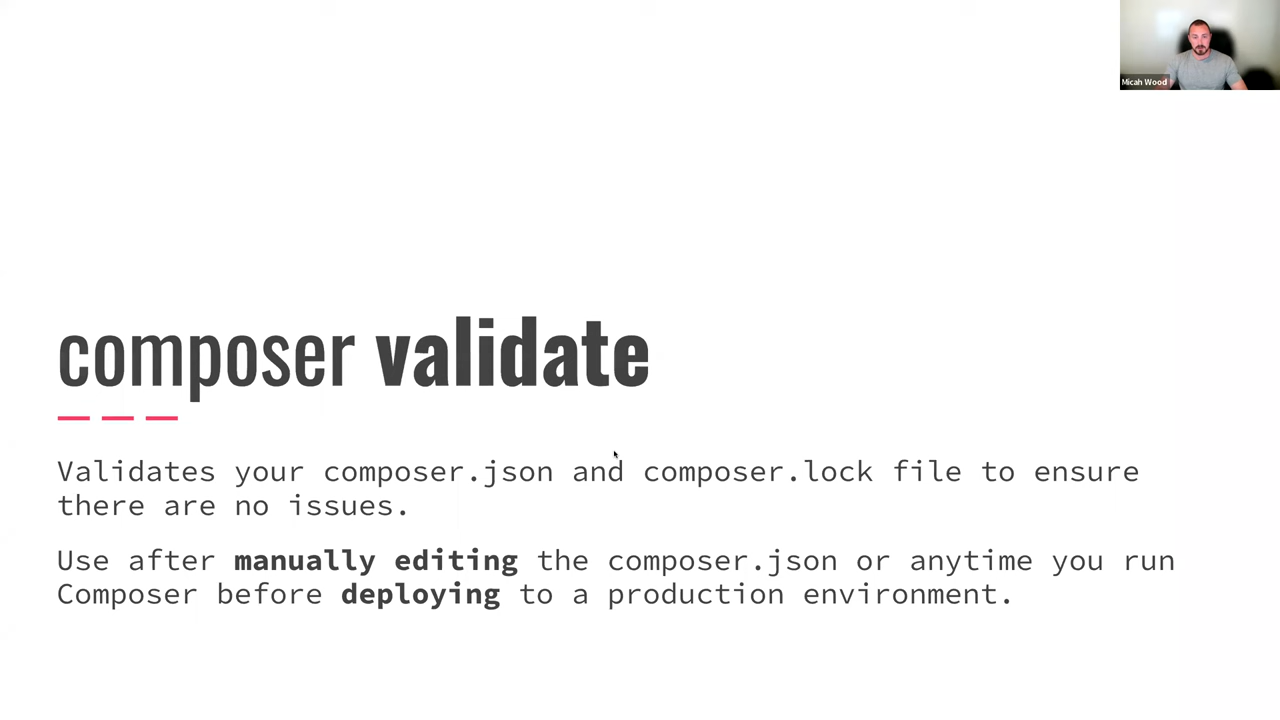 Micah Wood
composer validate
Validates your composer.json and composer.lock file to ensure
there are no issues.
Use after manually editing the composer.json or anytime you run
Composer before deploying to a production environment.